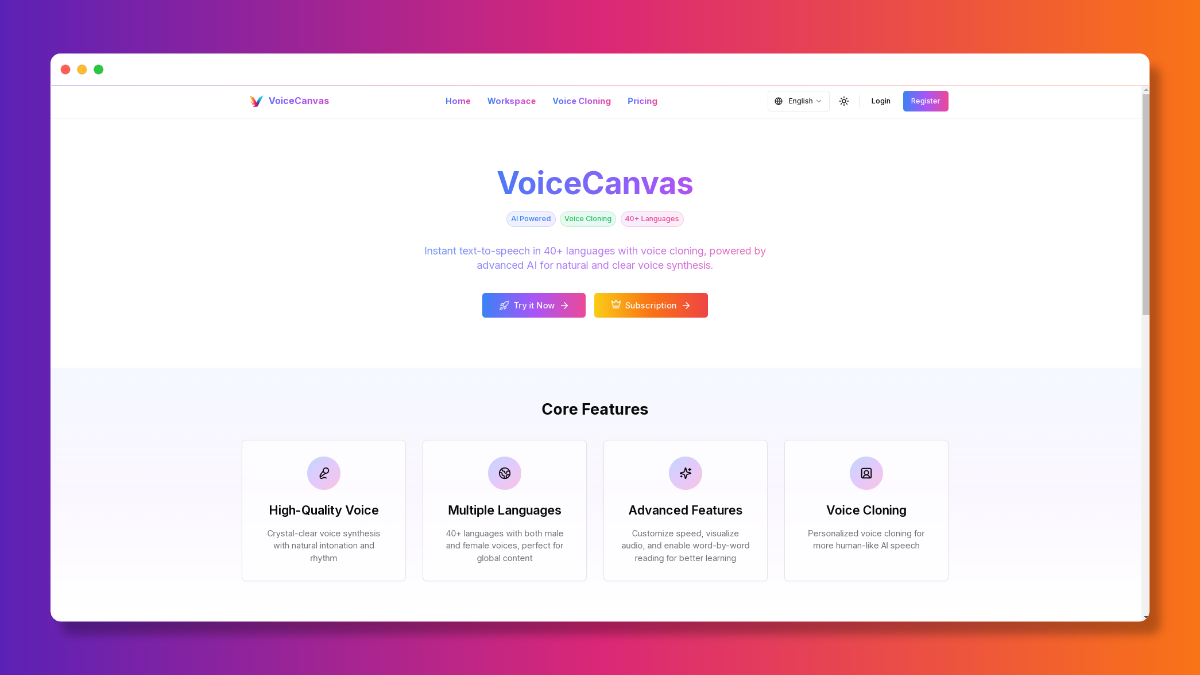 VoiceCanvas
Home Workspace Voice Cloning Pricing
English
Login
Register
VoiceCanvas
AI Powered Voice Cloning 40+ Languages
Instant text-to-speech in 40+ languages with voice cloning, powered by
advanced AI for natural and clear voice synthesis.
Try it Now
Subscription
Core Features
High-Quality Voice
Crystal-clear voice synthesis
with natural intonation and
rhythm
Multiple Languages
40+ languages with both male
and female voices, perfect for
global content
Advanced Features
Customize speed, visualize
audio, and enable word-by-word
reading for better learning
Voice Cloning
Personalized voice cloning for
more human-like AI speech